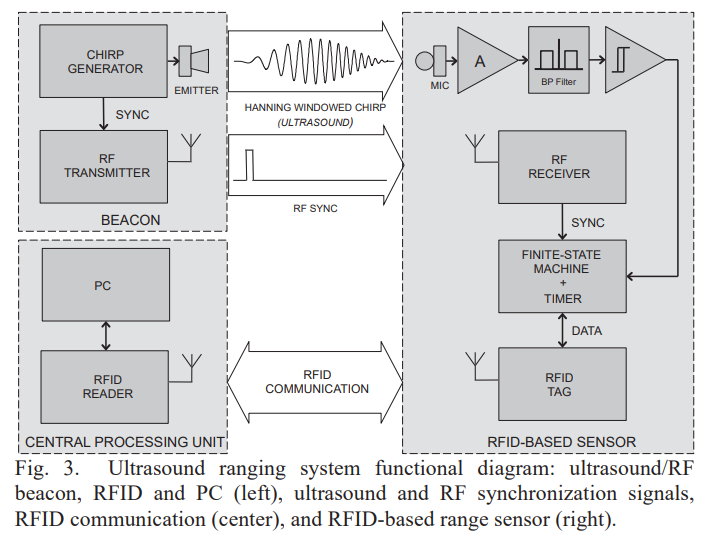 CHIRP
GENERATOR
EMITTER
SYNC
RF
TRANSMITTER
BEACON
HANNING WINDOWED CHIRP
(ULTRASOUND)
RF SYNC
MIC
A
BP Filter
RF
RECEIVER
SYNC
FINITE-STATE
MACHINE
+
TIMER
DATA
RFID
TAG
RFID-BASED SENSOR
PC
RFID
READER
CENTRAL PROCESSING UNIT
RFID
COMMUNICATION
Fig. 3. Ultrasound ranging system functional diagram: ultrasound/RF
beacon, RFID and PC (left), ultrasound and RF synchronization signals,
RFID communication (center), and RFID-based range sensor (right).